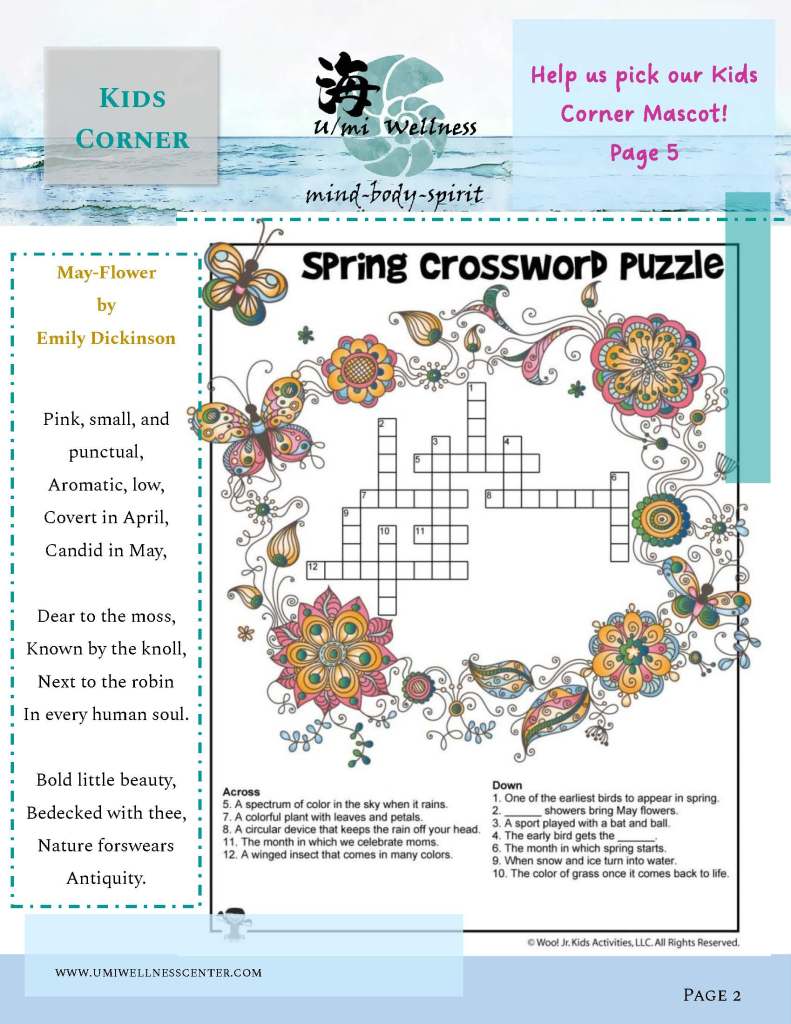 Kids
Corner
海
U/mi Wellness
mind-body-spirit
Help us pick our Kids
Corner Mascot!
Page 5
May-Flower
by
Emily Dickinson
Pink, small, and
punctual,
Aromatic, low,
Covert in April,
Candid in May,
Dear to the moss,
Known by the knoll,
Next to the robin
In every human soul.
Bold little beauty,
Bedecked with thee,
Nature forswears
Antiquity.
Spring Crossword Puzzle
1
2
3
4
5
6
7
8
9
10
11
12
Across
5. A spectrum of color in the sky when it rains.
7. A colorful plant with leaves and petals.
8. A circular device that keeps the rain off your head.
11. The month in which we celebrate moms.
12. A winged insect that comes in many colors.
Down
1. One of the earliest birds to appear in spring.
2. ______ showers bring May flowers.
3. A sport played with a bat and ball.
4. The early bird gets the ______.
6. The month in which spring starts.
9. When snow and ice turn into water.
10. The color of grass once it comes back to life.
© Woo! Jr. Kids Activities, LLC. All Rights Reserved.
www.umiwellnesscenter.com
Page 2